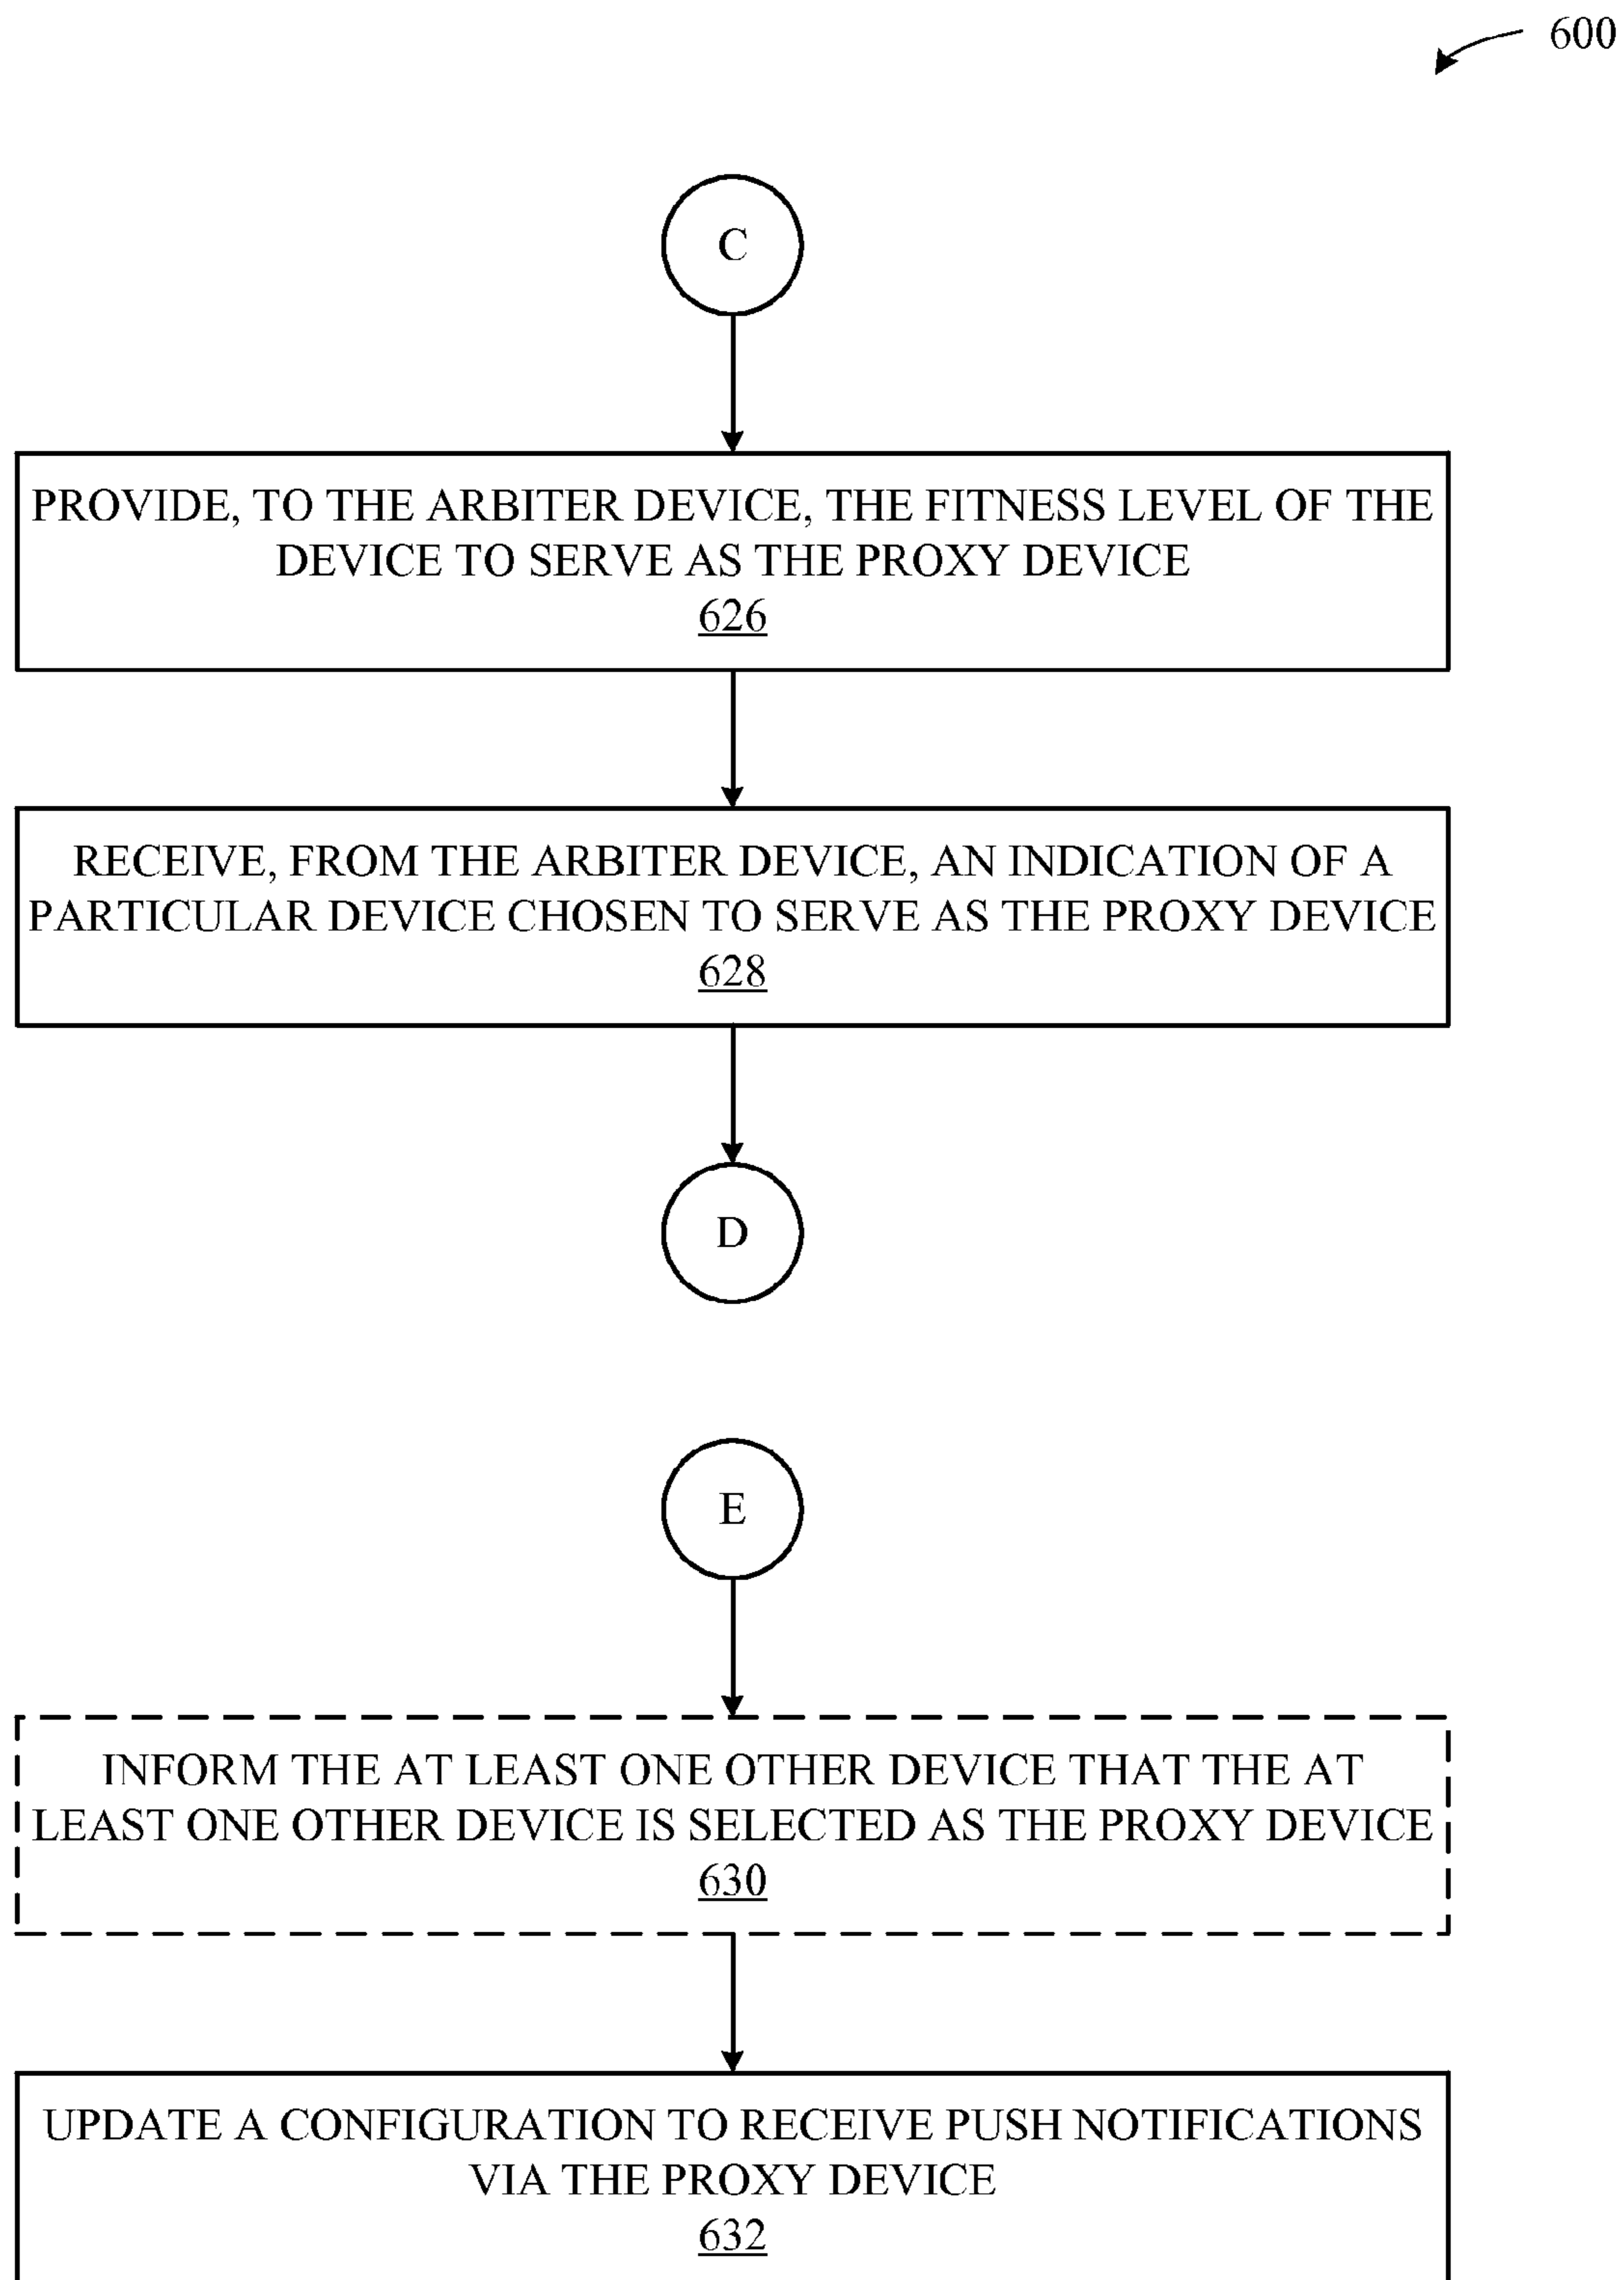 600
C
PROVIDE, TO THE ARBITER DEVICE, THE FITNESS LEVEL OF THE
DEVICE TO SERVE AS THE PROXY DEVICE
626
RECEIVE, FROM THE ARBITER DEVICE, AN INDICATION OF A
PARTICULAR DEVICE CHOSEN TO SERVE AS THE PROXY DEVICE
628
D
E
INFORM THE AT LEAST ONE OTHER DEVICE THAT THE AT
LEAST ONE OTHER DEVICE IS SELECTED AS THE PROXY DEVICE
630
UPDATE A CONFIGURATION TO RECEIVE PUSH NOTIFICATIONS
VIA THE PROXY DEVICE
632